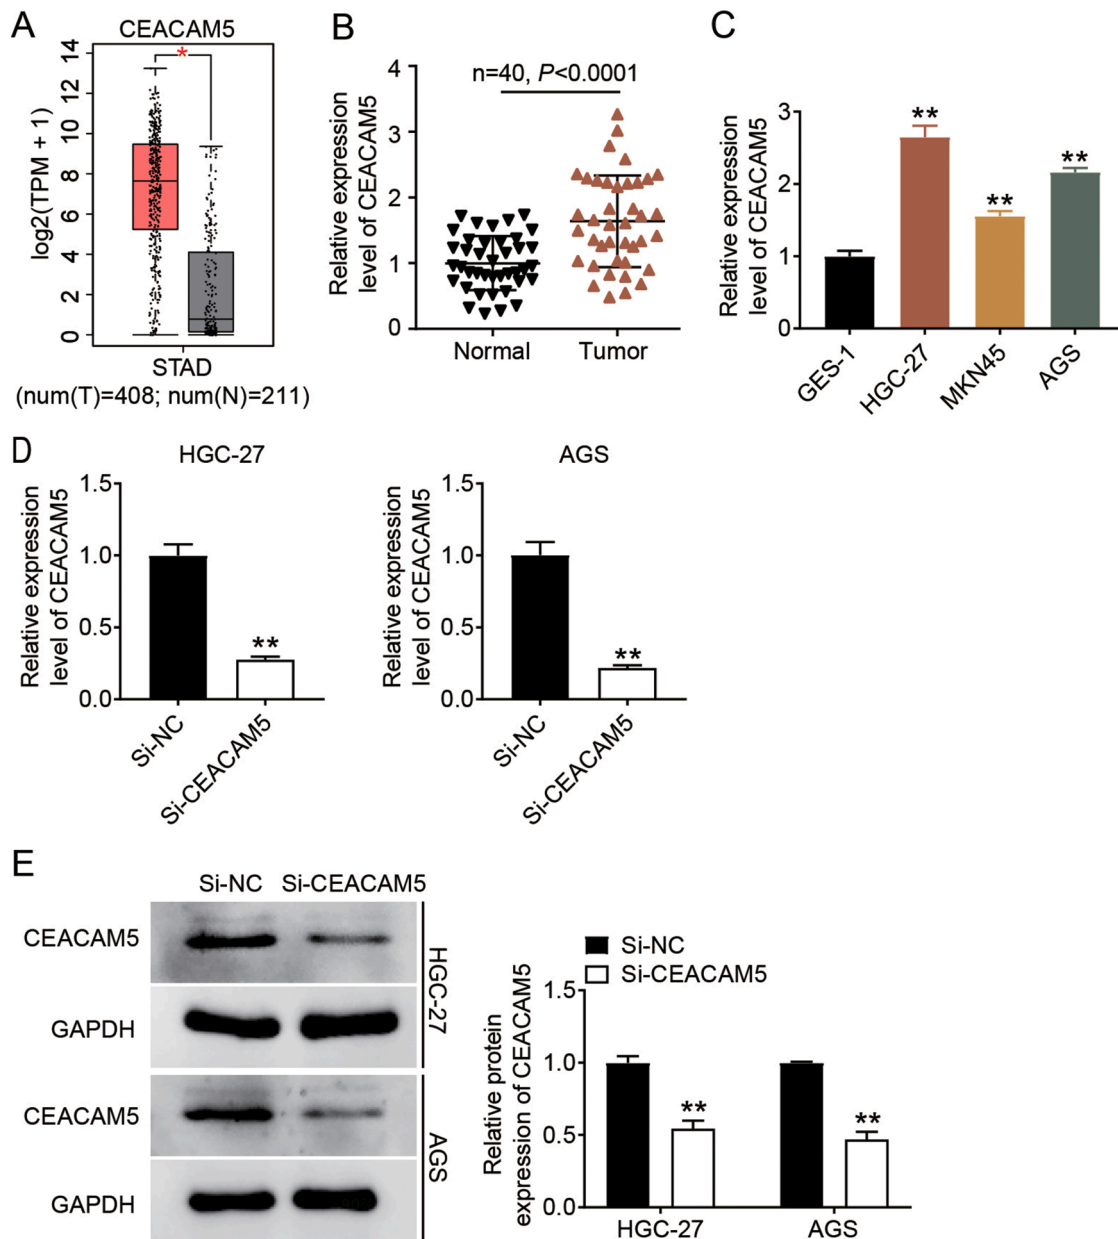 A
CEACAM5
log2(TPM + 1)
14
12
10
8
6
4
2
0
*
STAD
(num(T)=408; num(N)=211)
B
Relative expression
level of CEACAM5
4
3
2
1
0
n=40, P<0.0001
Normal
Tumor
C
Relative expression
level of CEACAM5
3
2
1
0
**
**
**
GES-1
HGC-27
MKN45
AGS
D
HGC-27
Relative expression
level of CEACAM5
1.5
1.0
0.5
0.0
**
Si-NC
Si-CEACAM5
AGS
Relative expression
level of CEACAM5
1.5
1.0
0.5
0.0
**
Si-NC
Si-CEACAM5
E
Si-NC Si-CEACAM5
CEACAM5
GAPDH
HGC-27
CEACAM5
GAPDH
AGS
Si-NC
Si-CEACAM5
Relative protein
expression of CEACAM5
1.5
1.0
0.5
0.0
**
**
HGC-27
AGS